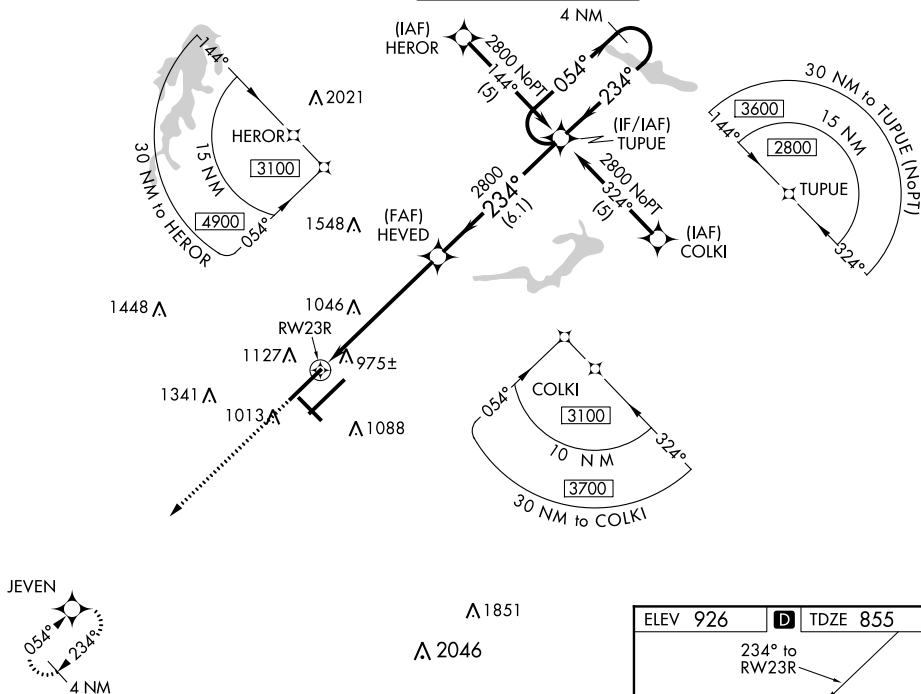 (IAF)
HEROR
4 NM
2800 NoPT
144°
(5)
054°
234°
(IF/IAF)
TUPUE
2800 NoPT
324°
(5)
(IAF)
COLKI
2800
234°
(6.1)
(FAF)
HEVED
144°
HEROR
3100
15 NM
4900
054°
30 NM to HEROR
2021
1548
30 NM to TUPUE (NoPT)
3600
15 NM
144°
2800
TUPUE
324°
1448
1046
RW23R
1127
975±
1341
1013
1088
054°
COLKI
3100
324°
10 NM
3700
30 NM to COLKI
JEVEN
054°
234°
4 NM
1851
2046
ELEV 926
D
TDZE 855
234° to
RW23R